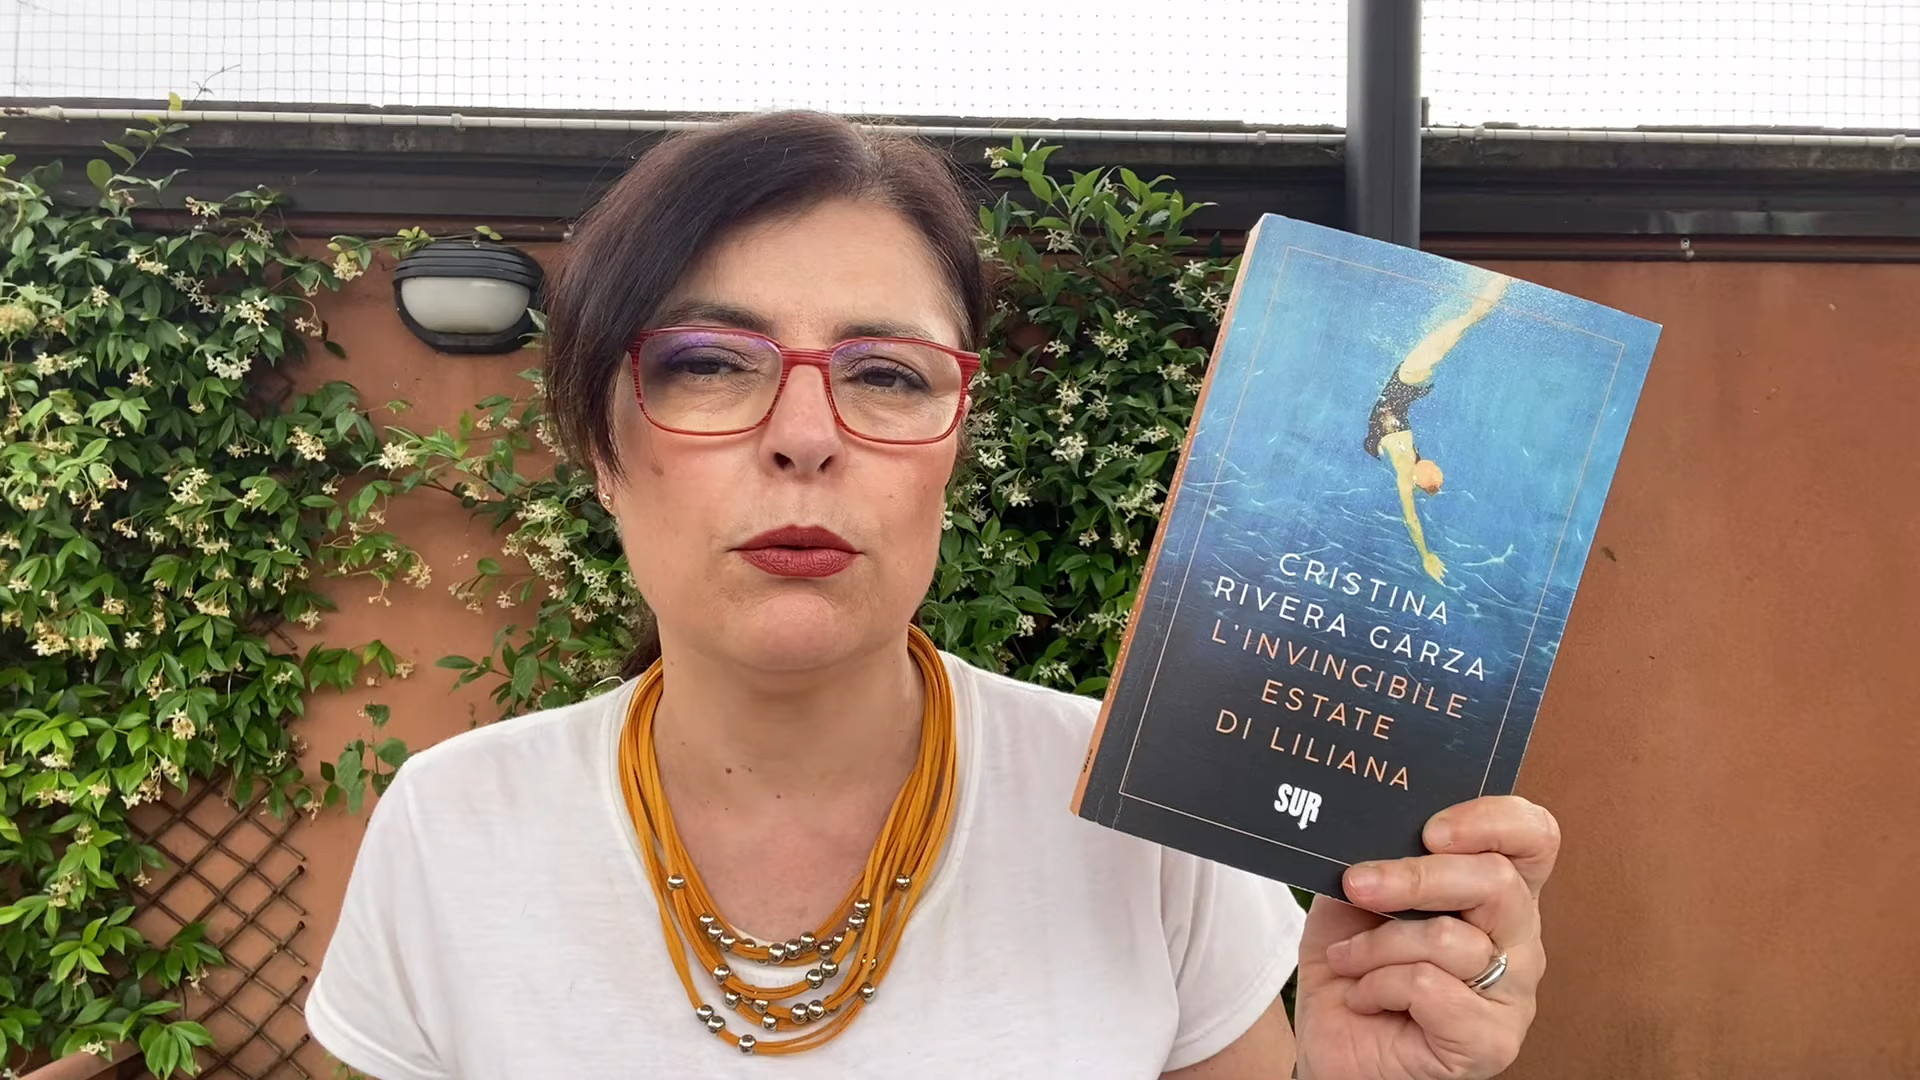 CRISTINA
RIVERA GARZA
L'INVINCIBILE
ESTATE
DI LILIANA
SUR